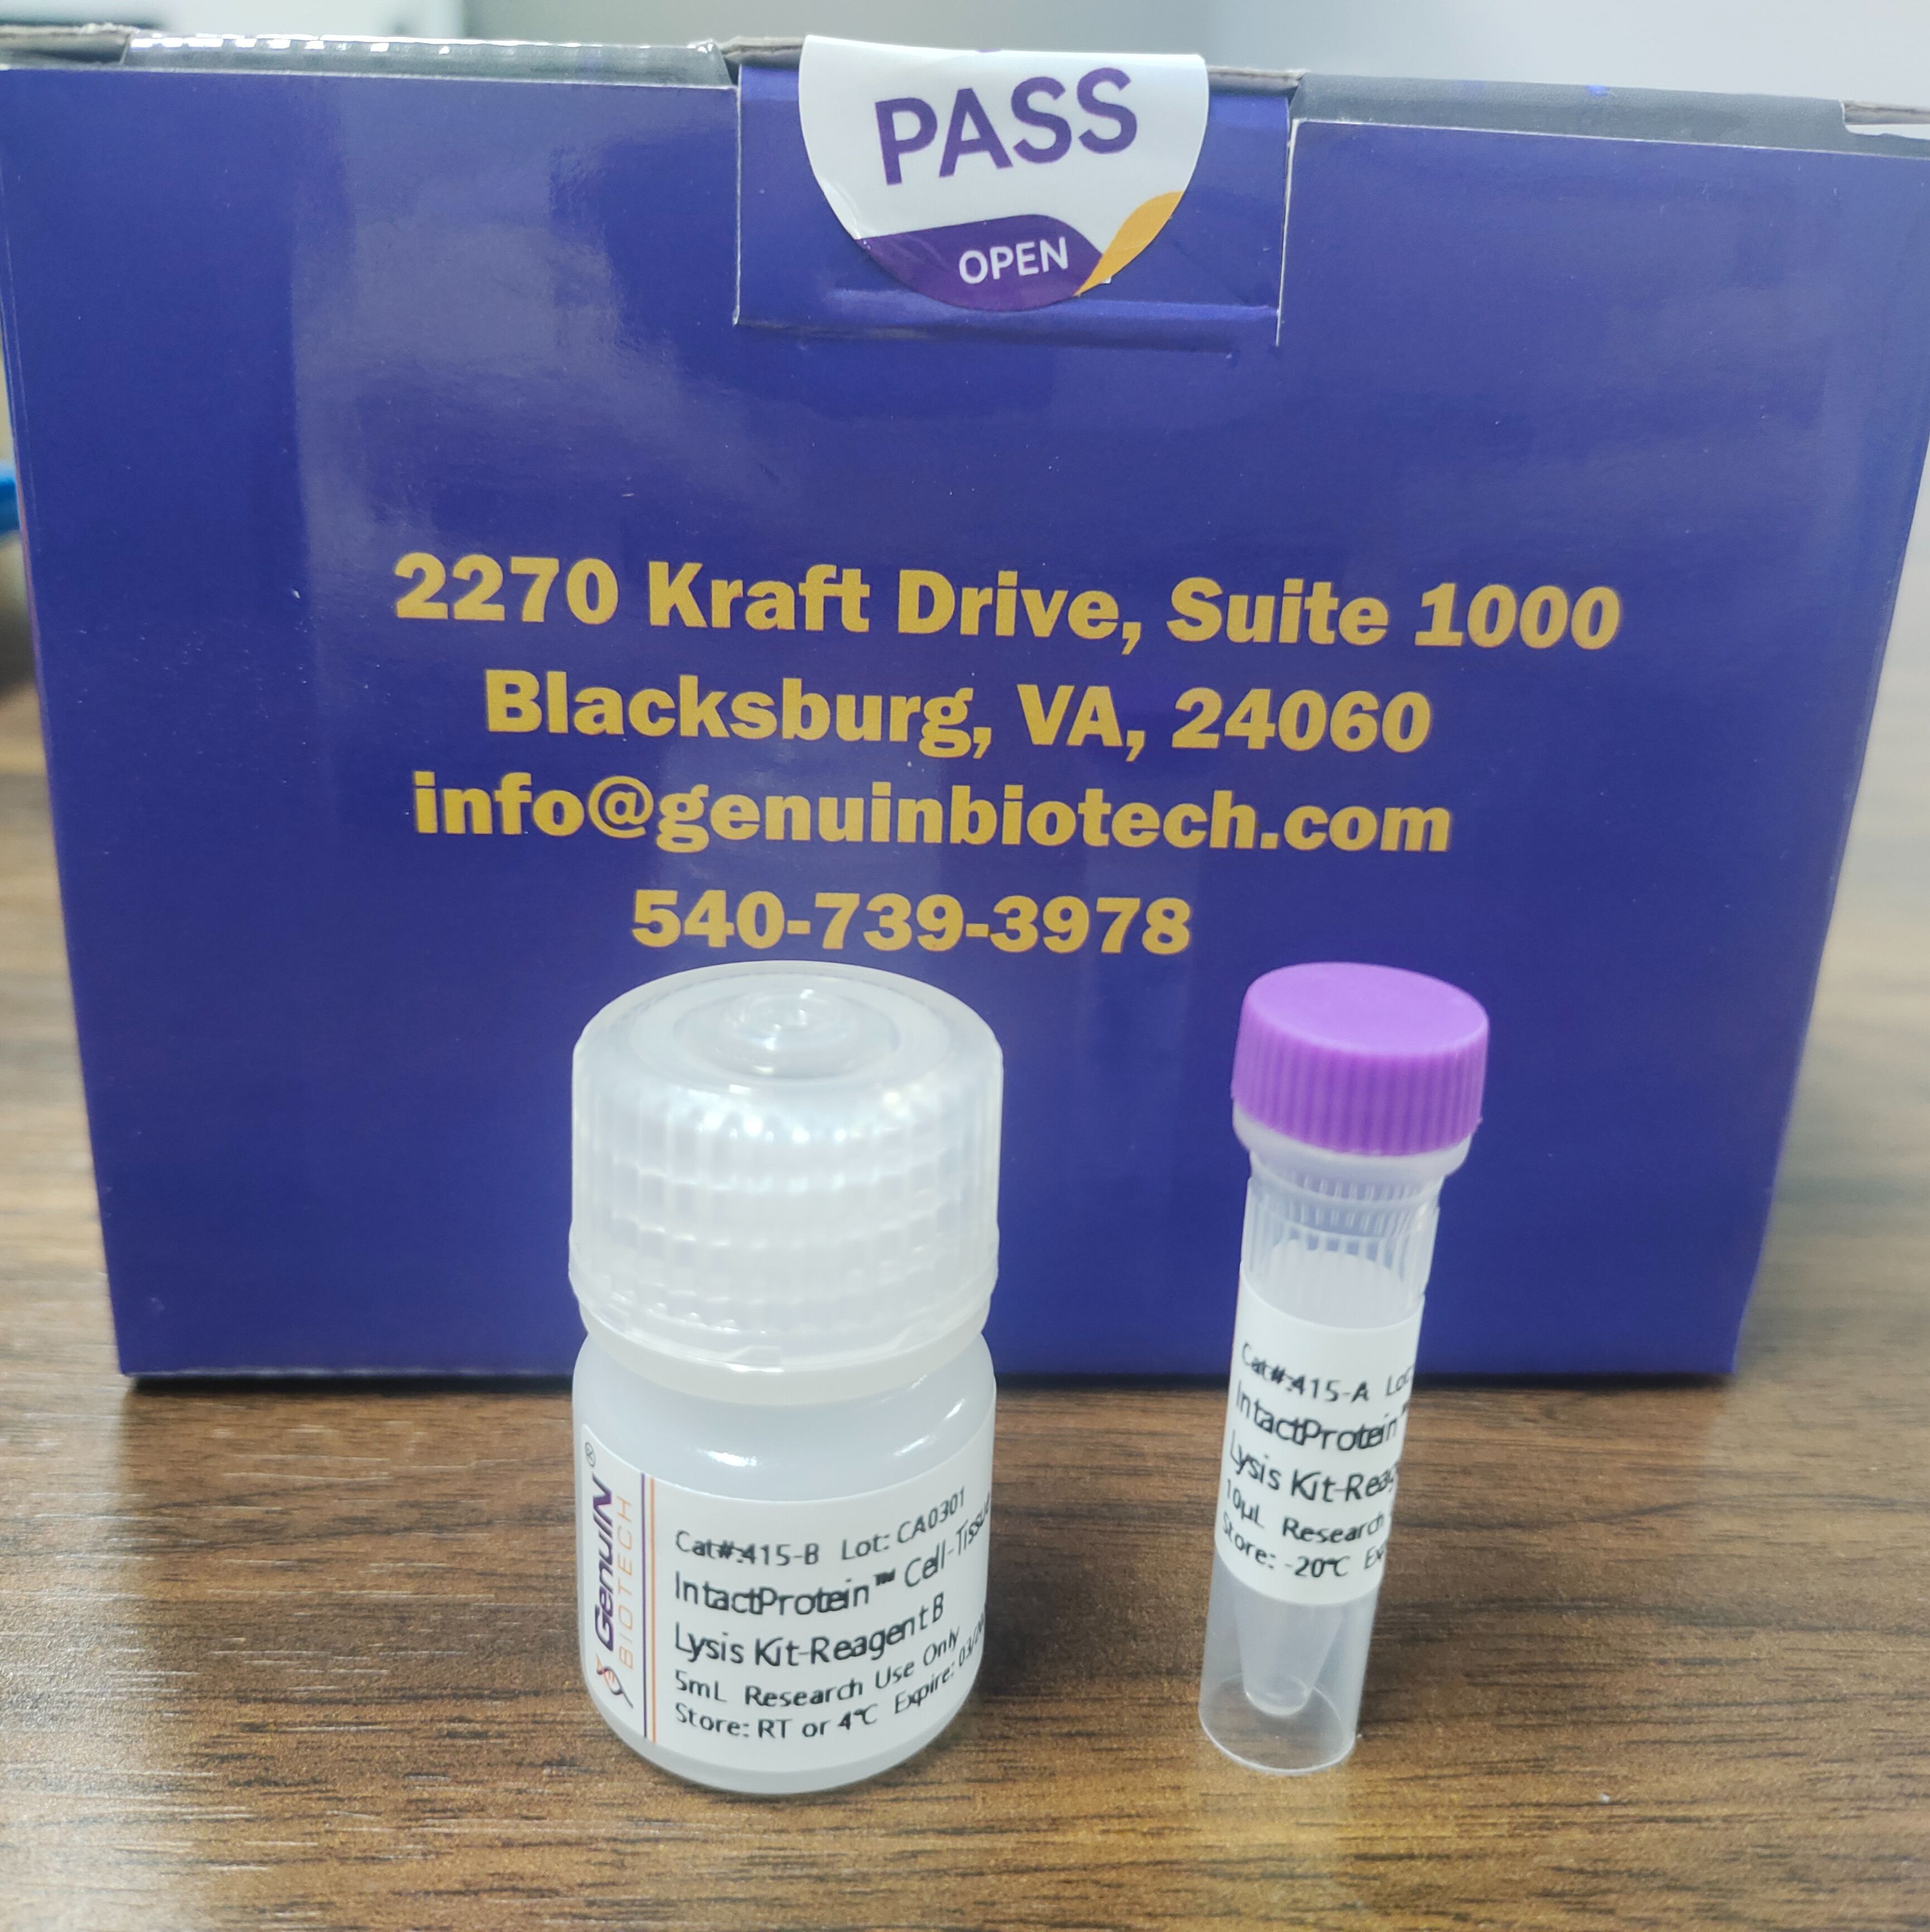 PASS
OPEN
2270 Kraft Drive, Suite 1000
Blacksburg, VA, 24060
info@genuinbiotech.com
540-739-3978
GenuIN®
BIOTECH
Cat#:415-B Lot: CA0301
IntactProtein™ Cell-Tissue
Lysis Kit-Reagent B
5mL Research Use Only
Store: RT or 4℃ Expire:
Cat#:415-A
IntactProtein™
Lysis Kit-
10µL Research
Store: -20℃